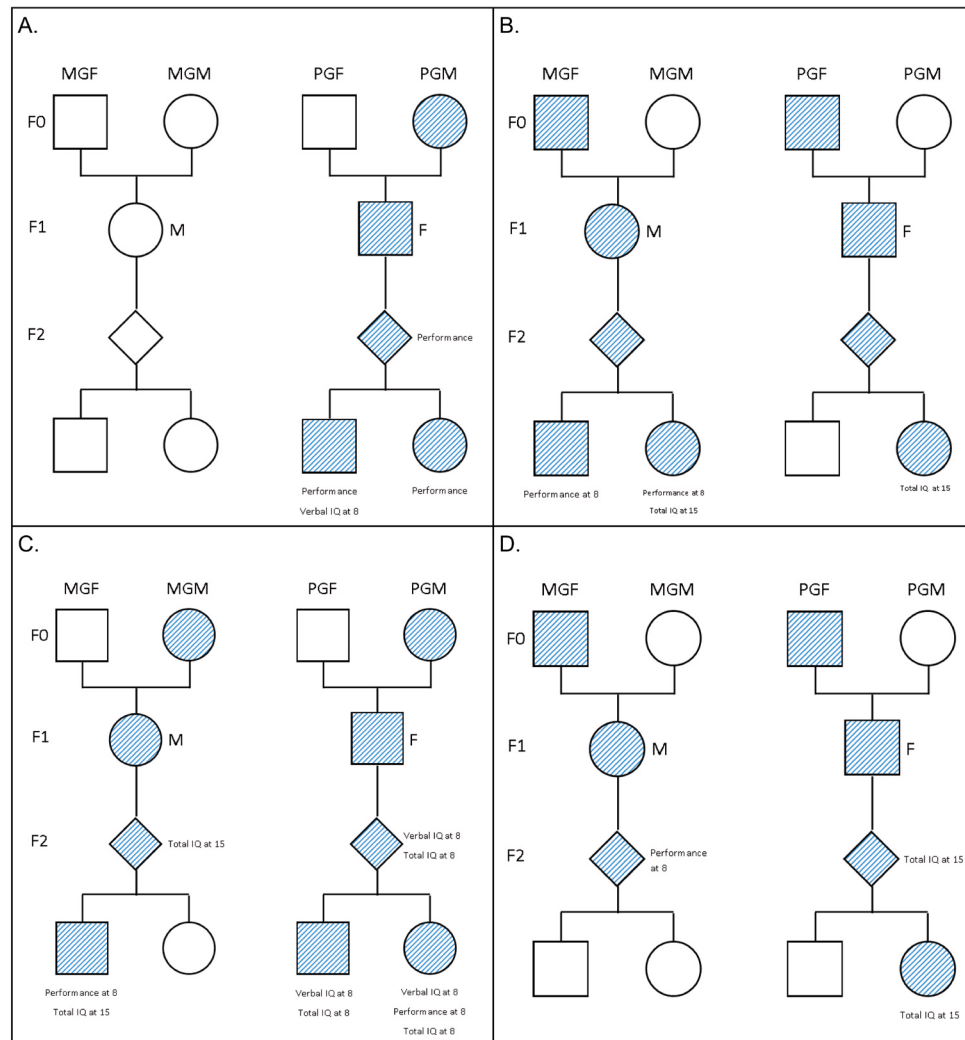 A.
MGF MGM PGF PGM
F0
F1 M F
F2 Performance
Performance Performance
Verbal IQ at 8
B.
MGF MGM PGF PGM
F0
F1 M F
F2
Performance at 8 Performance at 8 Total IQ at 15
Total IQ at 15
C.
MGF MGM PGF PGM
F0
F1 M F
Verbal IQ at 8
F2 Total IQ at 15 Total IQ at 8
Performance at 8 Verbal IQ at 8 Verbal IQ at 8
Total IQ at 15 Total IQ at 8 Performance at 8
Total IQ at 8
D.
MGF MGM PGF PGM
F0
F1 M F
F2 Performance Total IQ at 15
at 8
Total IQ at 15